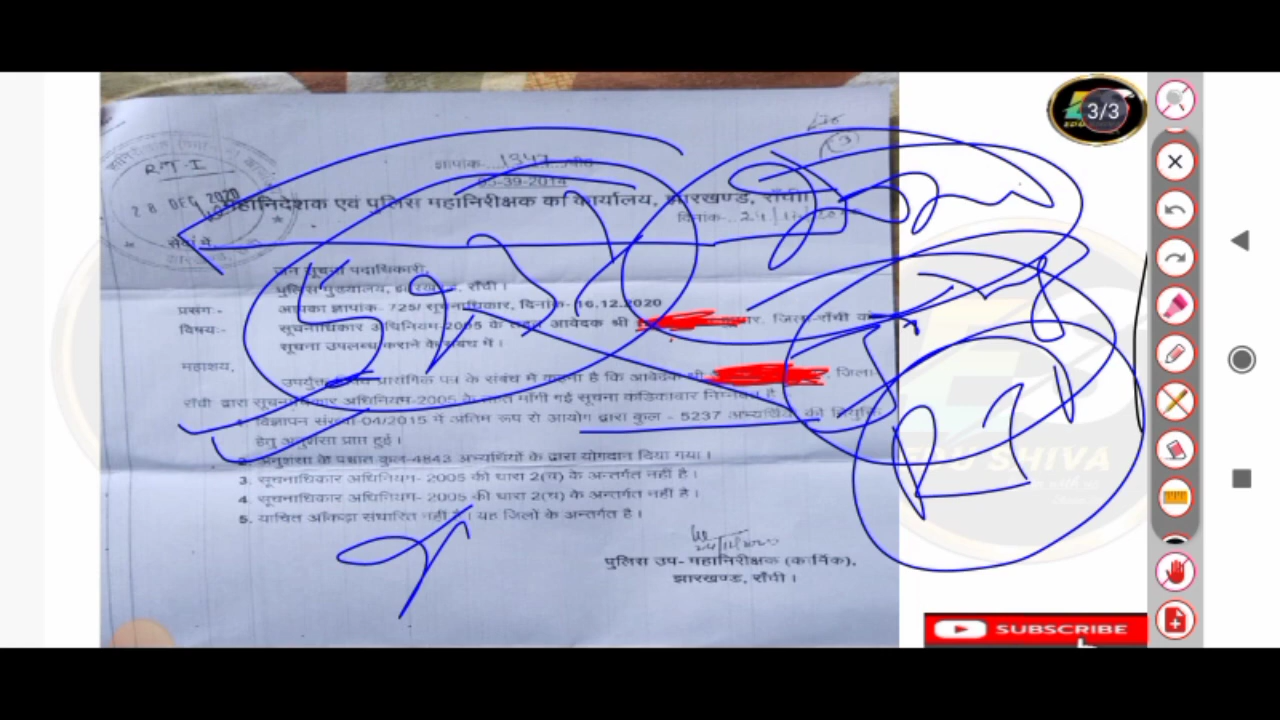 3/3
R.T.I
28 DEC 2020
ज्ञापांक-...1347.../पी0
05-39-2014
महानिदेशक एवं पुलिस महानिरीक्षक का कार्यालय, झारखण्ड, राँची।
दिनांक-
सेवा में,
जन सूचना पदाधिकारी,
पुलिस मुख्यालय, झारखण्ड, राँची।
प्रसंग:- आपका ज्ञापांक- 725/ सूचनाधिकार, दिनांक- 16.12.2020
विषय:- सूचनाधिकार अधिनियम-2005 के तहत आवेदक श्री जिला-राँची
सूचना उपलब्ध कराने के संबंध में।
महाशय,
उपर्युक्त प्रासंगिक पत्र के संबंध में कहना है कि आवेदक श्री जिला-
राँची द्वारा सूचनाधिकार अधिनियम-2005 के तहत माँगी गई सूचना कंडिकावार निम्नवत है
1. विज्ञापन संख्या-04/2015 में अंतिम रूप से आयोग द्वारा कुल - 5237 अभ्यर्थियों की नियुक्ति
हेतु अनुशंसा प्राप्त हुई।
2. अनुशंसा के पश्चात कुल-4843 अभ्यर्थियों के द्वारा योगदान दिया गया।
3. सूचनाधिकार अधिनियम- 2005 की धारा 2(च) के अन्तर्गत नहीं है।
4. सूचनाधिकार अधिनियम- 2005 की धारा 2(च) के अन्तर्गत नहीं है।
5. याचित आँकड़ा संधारित नहीं है। यह जिलों के अन्तर्गत है।
पुलिस उप- महानिरीक्षक (कार्मिक),
झारखण्ड, राँची।
SHIVA
SUBSCRIBE